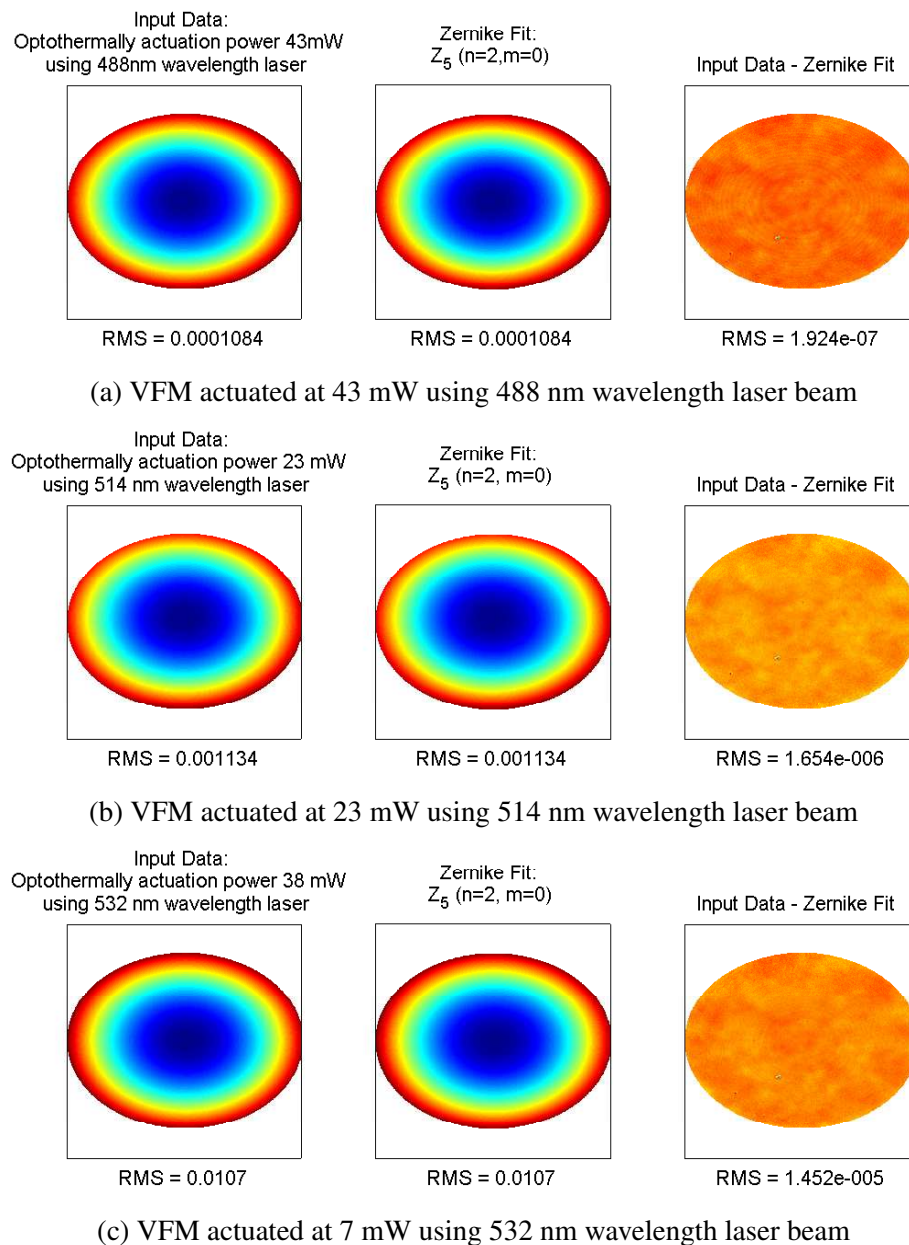 Input Data:
Optothermally actuation power 43mW
using 488nm wavelength laser
Zernike Fit:
Z5 (n=2,m=0)
Input Data - Zernike Fit
RMS = 0.0001084
RMS = 0.0001084
RMS = 1.924e-07
(a) VFM actuated at 43 mW using 488 nm wavelength laser beam
Input Data:
Optothermally actuation power 23 mW
using 514 nm wavelength laser
Zernike Fit:
Z5 (n=2, m=0)
Input Data - Zernike Fit
RMS = 0.001134
RMS = 0.001134
RMS = 1.654e-006
(b) VFM actuated at 23 mW using 514 nm wavelength laser beam
Input Data:
Optothermally actuation power 38 mW
using 532 nm wavelength laser
Zernike Fit:
Z5 (n=2, m=0)
Input Data - Zernike Fit
RMS = 0.0107
RMS = 0.0107
RMS = 1.452e-005
(c) VFM actuated at 7 mW using 532 nm wavelength laser beam